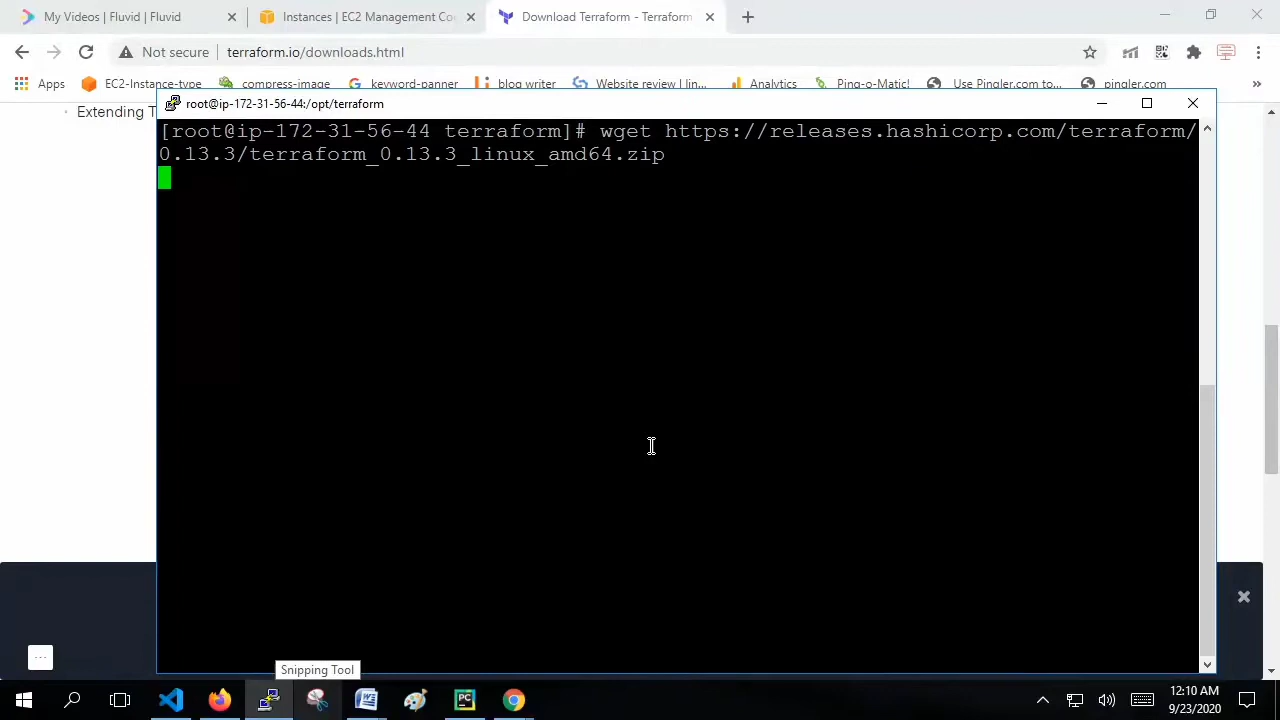 My Videos | Fluvid | Fluvid
Instances | EC2 Management Co
Download Terraform - Terraform
Not secure
terraform.io/downloads.html
Apps
EC2-Instance-type
compress-image
keyword-panner
blog writer
Website review | lin...
Analytics
Ping-o-Matic!
Use Pingler.com to...
pingler.com
»
Extending T
root@ip-172-31-56-44:/opt/terraform
[root@ip-172-31-56-44 terraform]# wget https://releases.hashicorp.com/terraform/
0.13.3/terraform_0.13.3_linux_amd64.zip
...
Snipping Tool
PC
12:10 AM
9/23/2020